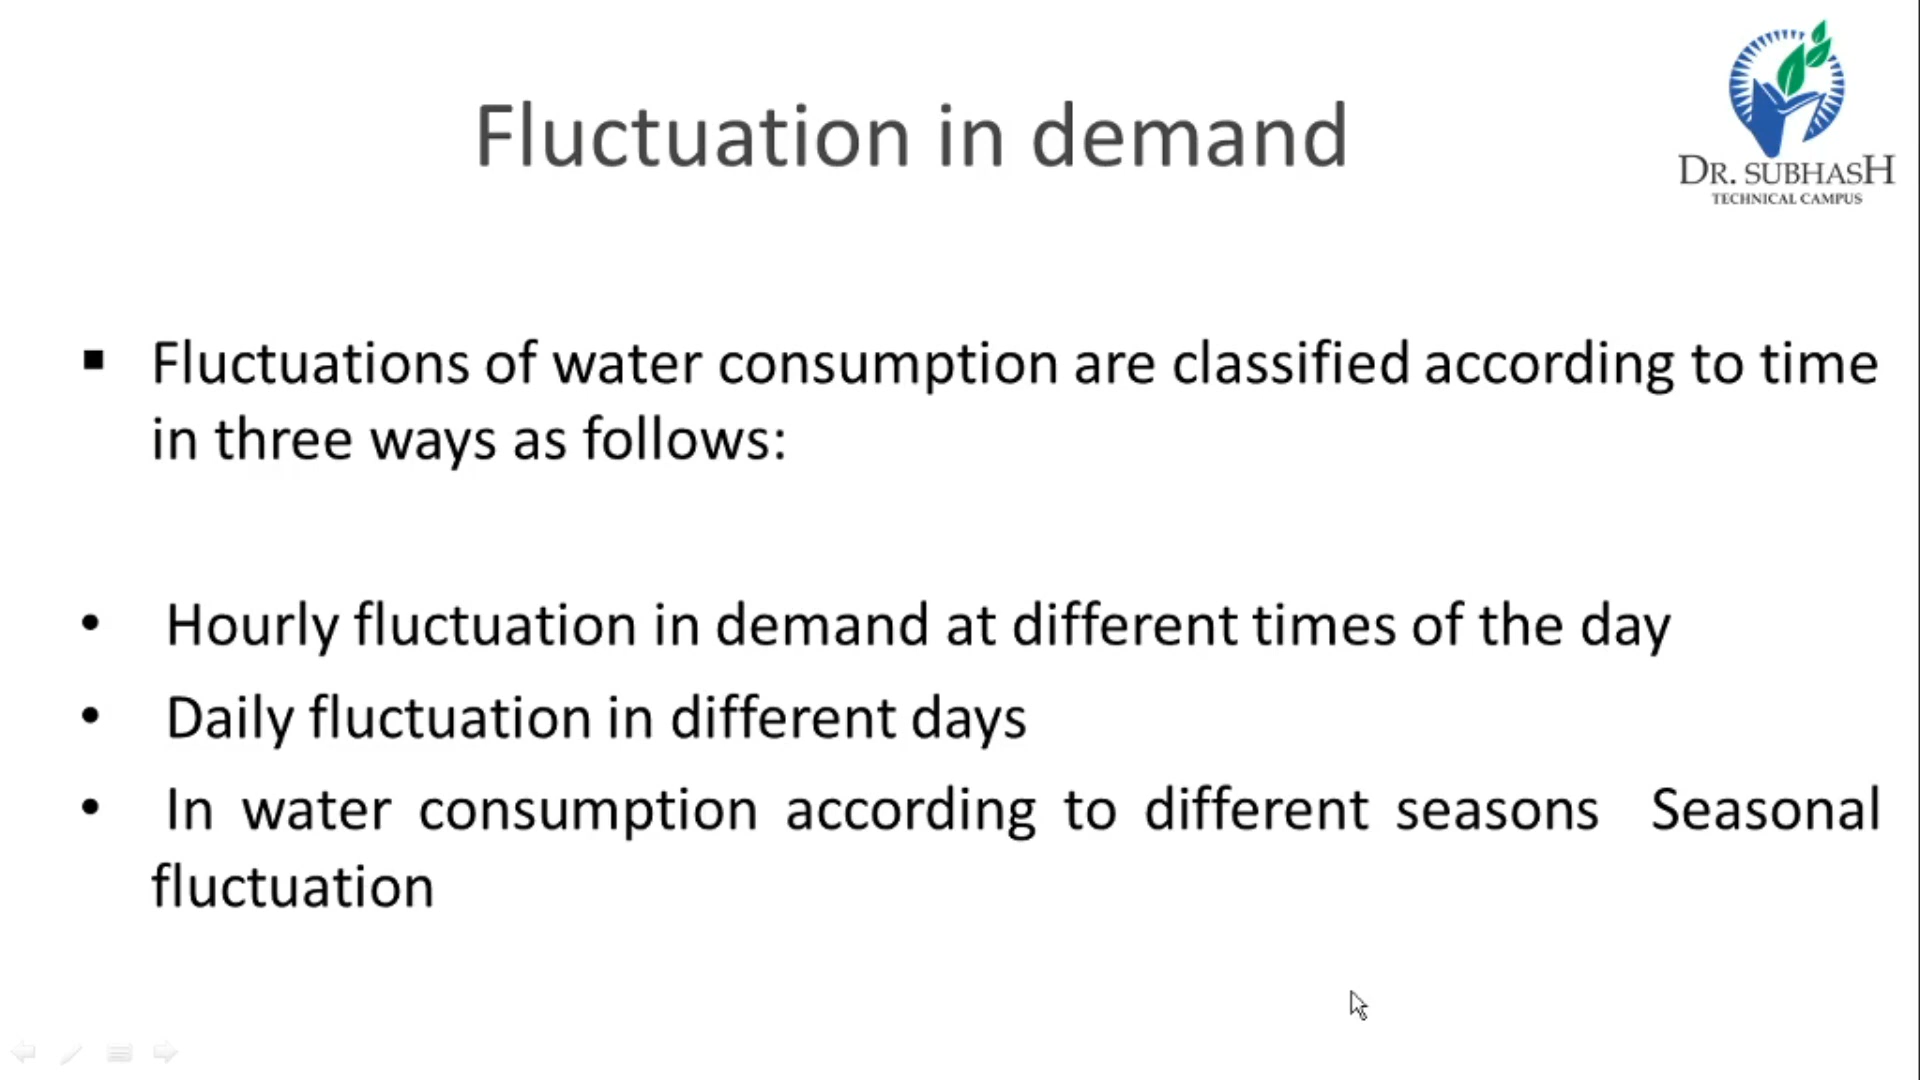 Fluctuation in demand
DR. SUBHASH
TECHNICAL CAMPUS
▪ Fluctuations of water consumption are classified according to time
in three ways as follows:
• Hourly fluctuation in demand at different times of the day
• Daily fluctuation in different days
• In water consumption according to different seasons Seasonal
fluctuation